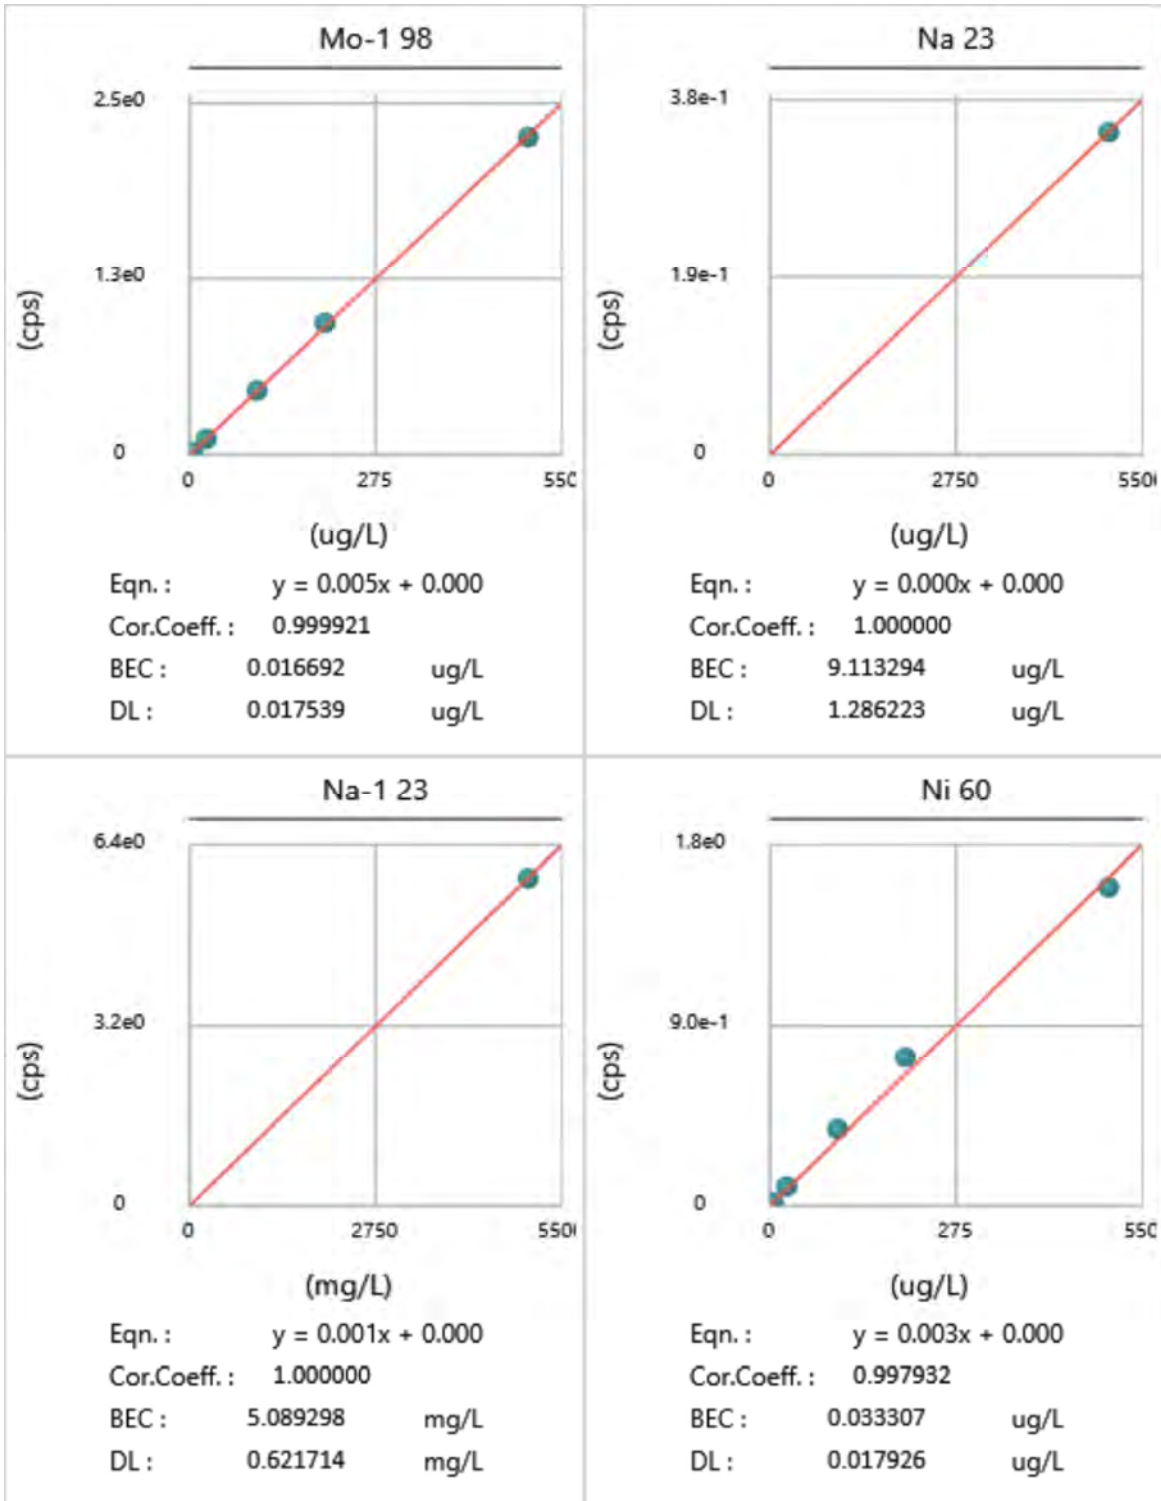 Mo-1 98
2.5e0
1.3e0
(cps)
0
0 275 550
(ug/L)
Eqn. : y = 0.005x + 0.000
Cor.Coeff. : 0.999921
BEC : 0.016692 ug/L
DL : 0.017539 ug/L
Na 23
3.8e-1
1.9e-1
(cps)
0
0 2750 550
(ug/L)
Eqn. : y = 0.000x + 0.000
Cor.Coeff. : 1.000000
BEC : 9.113294 ug/L
DL : 1.286223 ug/L
Na-1 23
6.4e0
3.2e0
(cps)
0
0 2750 550
(mg/L)
Eqn. : y = 0.001x + 0.000
Cor.Coeff. : 1.000000
BEC : 5.089298 mg/L
DL : 0.621714 mg/L
Ni 60
1.8e0
9.0e-1
(cps)
0
0 275 550
(ug/L)
Eqn. : y = 0.003x + 0.000
Cor.Coeff. : 0.997932
BEC : 0.033307 ug/L
DL : 0.017926 ug/L